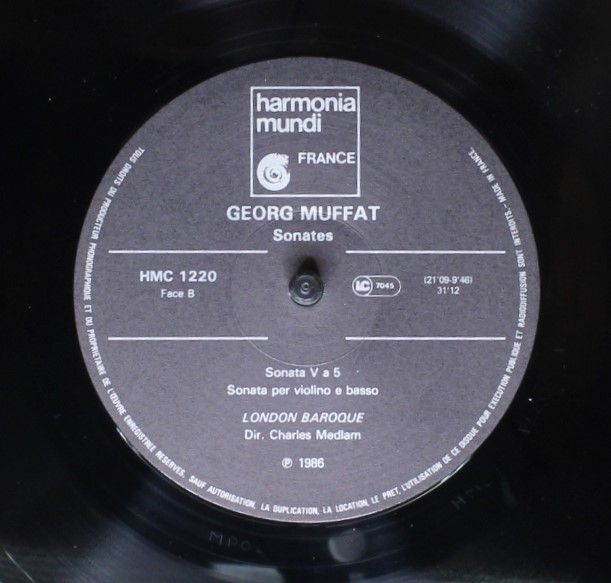 harmonia
mundi
FRANCE
GEORG MUFFAT
Sonates
HMC 1220
Face B
LC 7045
(21'09-9'46)
31'12
Sonata V a 5
Sonata per violino e basso
LONDON BAROQUE
Dir. Charles Medlam
℗ 1986
TOUS DROITS DU PRODUCTEUR PHONOGRAPHIQUE ET DU PROPRIETAIRE DE L'ŒUVRE ENREGISTREE RESERVES. SAUF AUTORISATION, LA DUPLICATION, LA LOCATION, LE PRET, L'UTILISATION DE CE DISQUE POUR EXECUTION PUBLIQUE ET RADIODIFFUSION SONT INTERDITS. - MADE IN FRANCE.
MPO